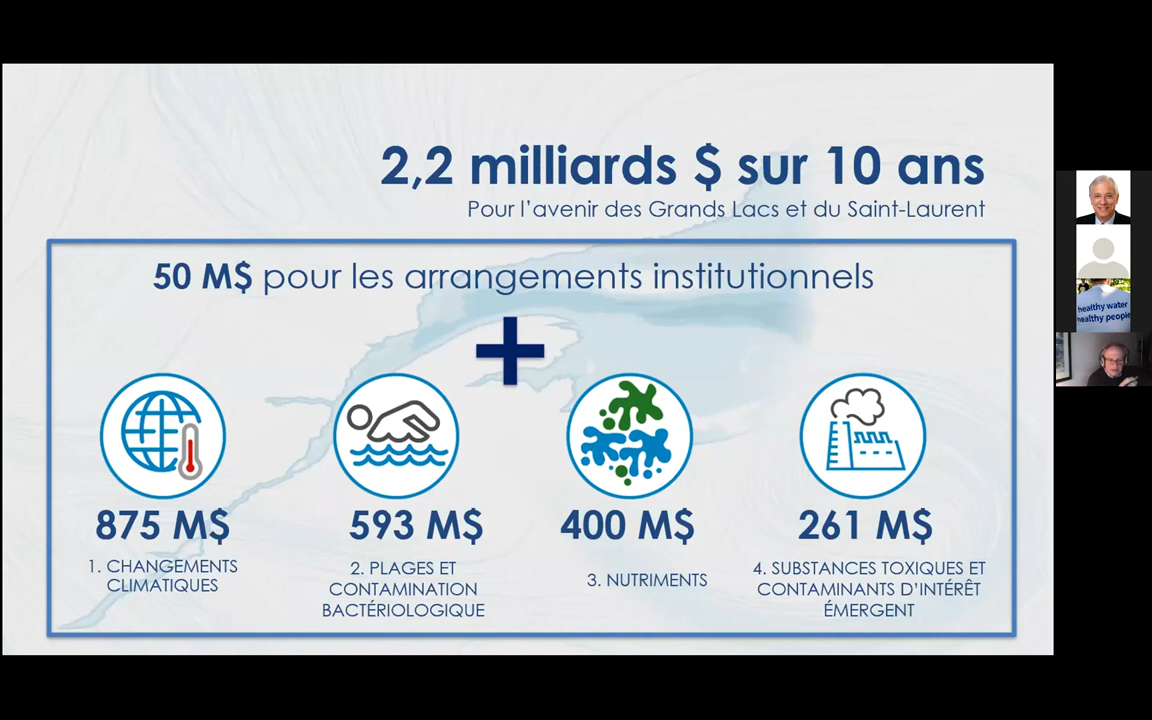 2,2 milliards $ sur 10 ans
Pour l'avenir des Grands Lacs et du Saint-Laurent
50 M$ pour les arrangements institutionnels
875 M$
1. CHANGEMENTS
CLIMATIQUES
593 M$
2. PLAGES ET
CONTAMINATION
BACTÉRIOLOGIQUE
400 M$
3. NUTRIMENTS
261 M$
4. SUBSTANCES TOXIQUES ET
CONTAMINANTS D'INTÉRÊT
ÉMERGENT
healthy water
healthy people